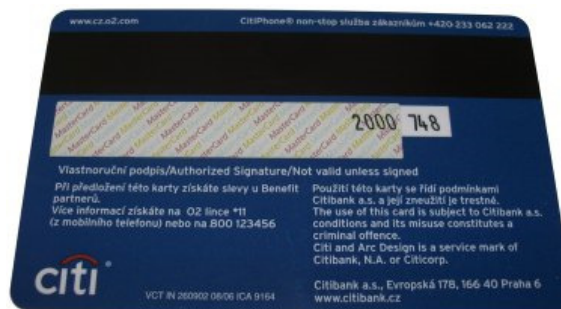 www.cz.o2.com
CitiPhone® non-stop služba zákazníkům +420 233 062 222
MasterCard MasterCard MasterCard MasterCard
2000 748
Vlastnoruční podpis/Authorized Signature/Not valid unless signed
Při předložení této karty získáte slevy u Benefit
partnerů.
Více informací získáte na O2 lince *11
(z mobilního telefonu) nebo na 800 123456
Použití této karty se řídí podmínkami
Citibank a.s. a její zneužití je trestné.
The use of this card is subject to Citibank a.s.
conditions and its misuse constitutes a
criminal offence.
Citi and Arc Design is a service mark of
Citibank, N.A. or Citicorp.
Citibank a.s., Evropská 178, 166 40 Praha 6
www.citibank.cz
citi
VCT IN 260902 08/06 ICA 9164